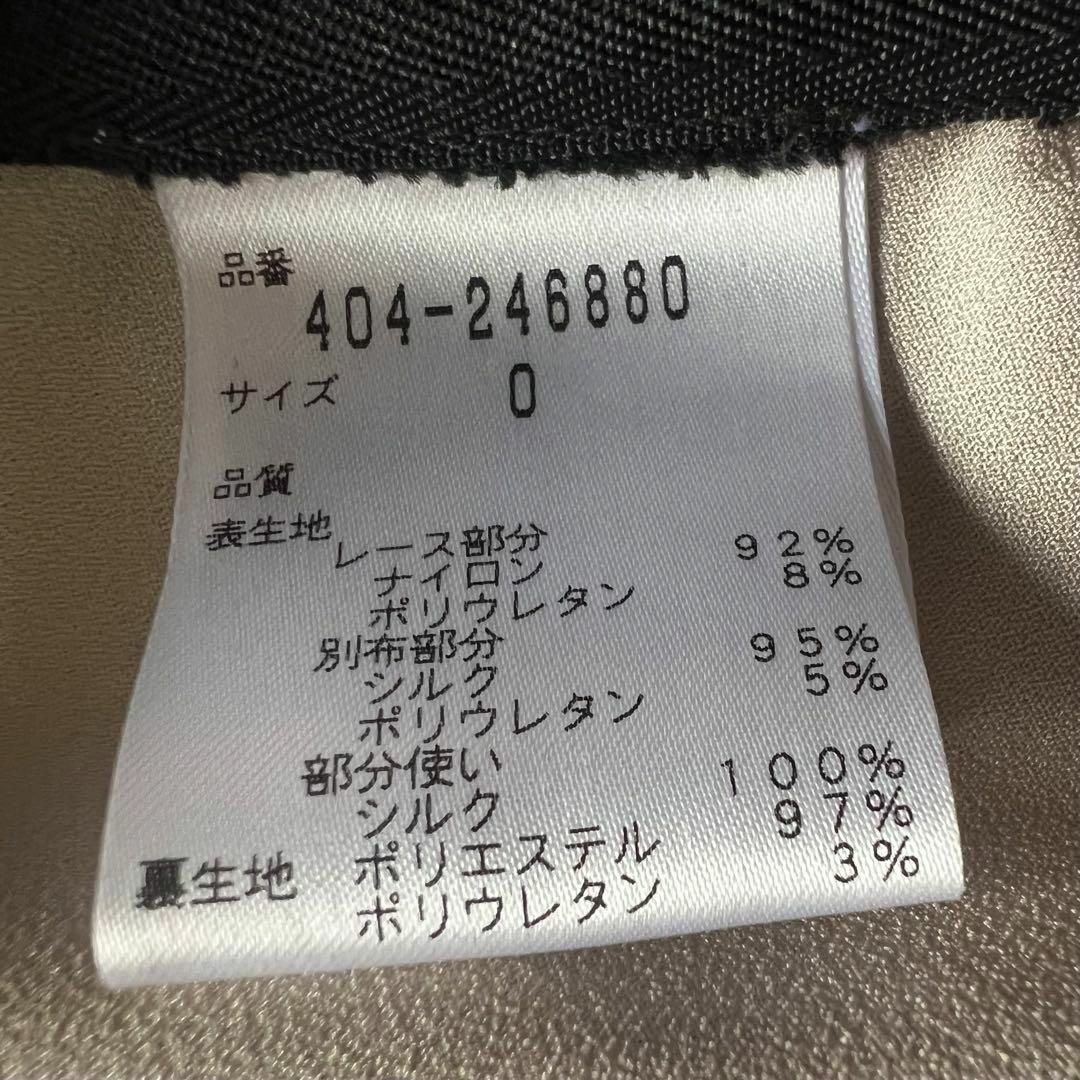 品番
404-246880
サイズ 0
品質
表生地 レース部分
ナイロン 92%
ポリウレタン 8%
別布部分
シルク 95%
ポリウレタン 5%
部分使い
シルク 100%
裏生地 ポリエステル 97%
ポリウレタン 3%